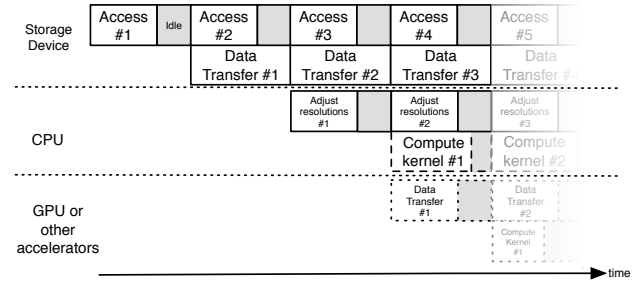 Storage
Device
Access
#1
Idle
Access
#2
Access
#3
Access
#4
Access
#5
Data
Transfer #1
Data
Transfer #2
Data
Transfer #3
Data
Transfer #4
CPU
Adjust
resolutions
#1
Adjust
resolutions
#2
Adjust
resolutions
#3
Compute
kernel #1
Compute
kernel #2
GPU or
other
accelerators
Data
Transfer
#1
Data
Transfer
#2
Compute
Kernel
#1
time